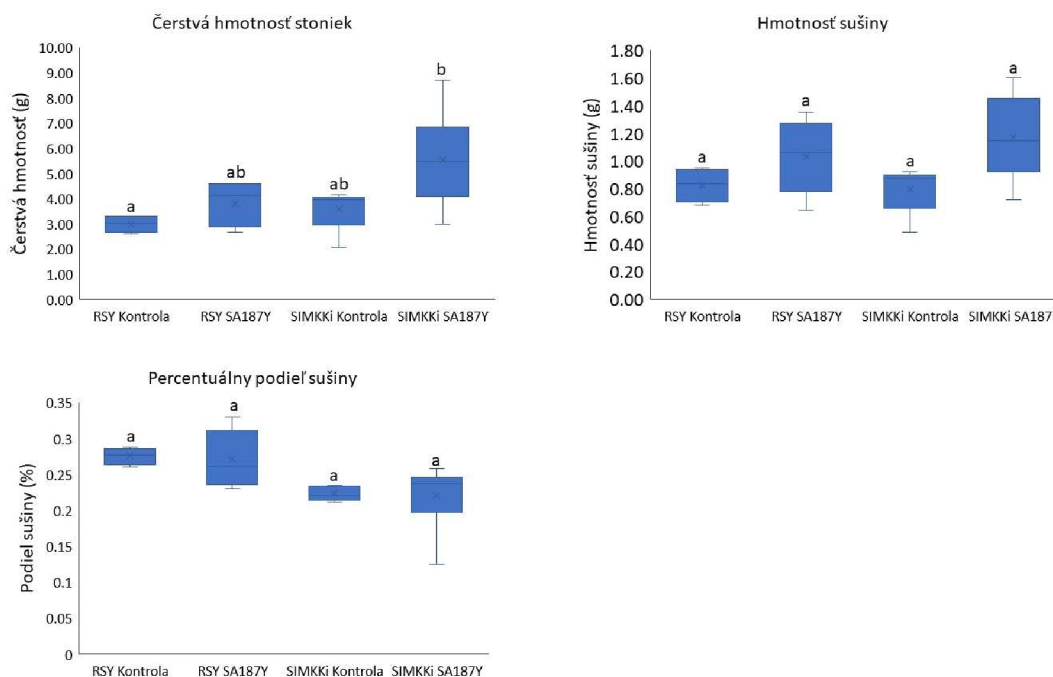 Čerstvá hmotnosť stoniek
Čerstvá hmotnosť (g)
10.00
9.00
8.00
7.00
6.00
5.00
4.00
3.00
2.00
1.00
0.00
a
ab
ab
b
RSY Kontrola
RSY SA187Y
SIMKKi Kontrola
SIMKKi SA187Y
Hmotnosť sušiny
Hmotnosť sušiny (g)
1.80
1.60
1.40
1.20
1.00
0.80
0.60
0.40
0.20
0.00
a
a
a
a
RSY Kontrola
RSY SA187Y
SIMKKi Kontrola
SIMKKi SA187
Percentuálny podieľ sušiny
Podiel sušiny (%)
0.35
0.3
0.25
0.2
0.15
0.1
0.05
0
a
a
a
a
RSY Kontrola
RSY SA187Y
SIMKKi Kontrola
SIMKKi SA187Y